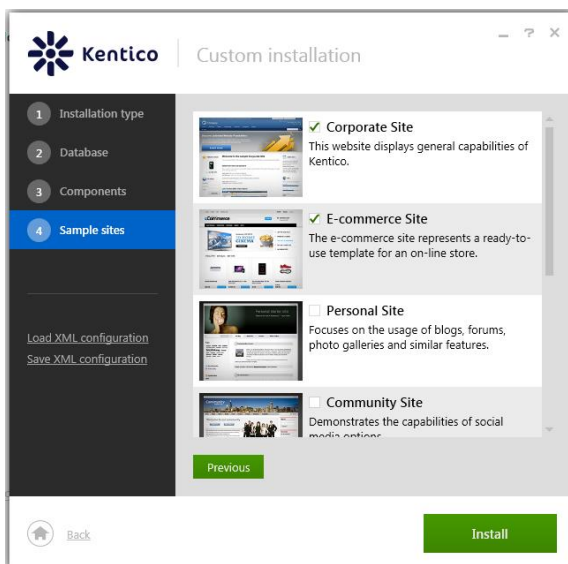 Kentico
Custom installation
1 Installation type
2 Database
3 Components
4 Sample sites
Load XML configuration
Save XML configuration
Corporate Site
This website displays general capabilities of
Kentico.
E-commerce Site
The e-commerce site represents a ready-to-
use template for an on-line store.
Personal Site
Focuses on the usage of blogs, forums,
photo galleries and similar features.
Community Site
Demonstrates the capabilities of social
media options.
Previous
Back
Install